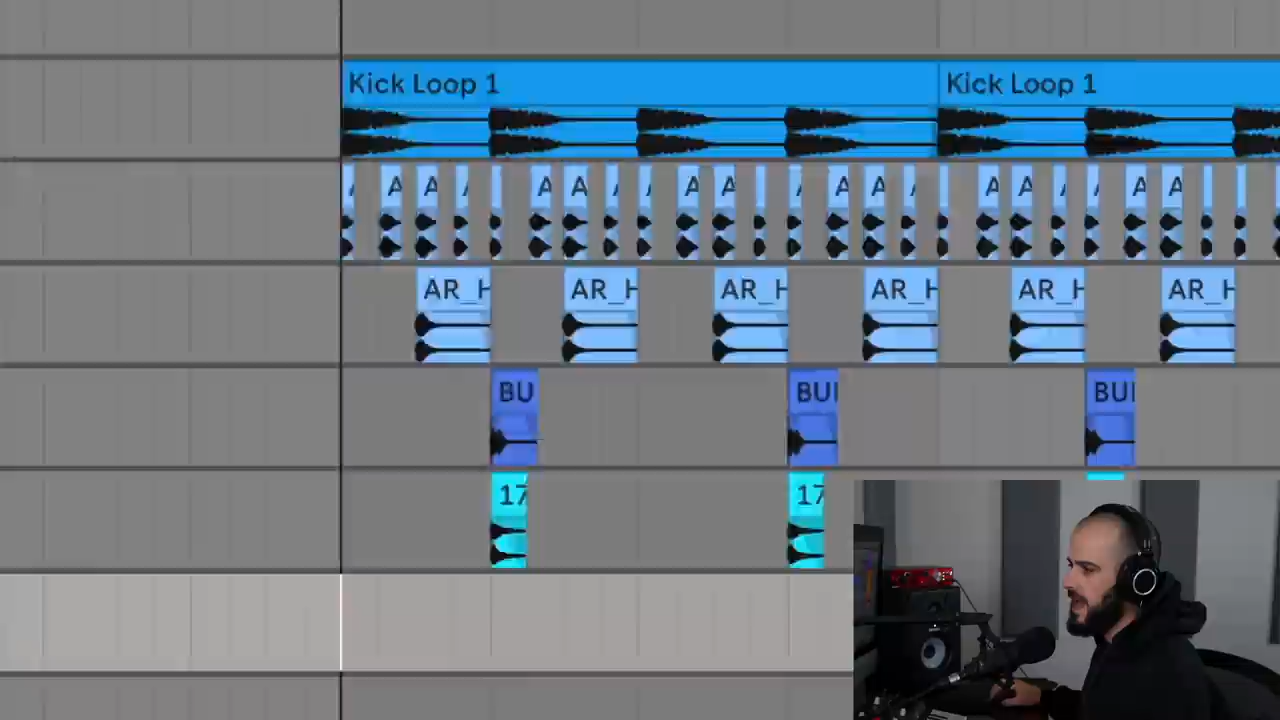 Kick Loop 1 Kick Loop 1
A A A A A A A A A A A A A A A A A
AR_H AR_H AR_H AR_H AR_H AR_H
BU BUI BUI
17 17